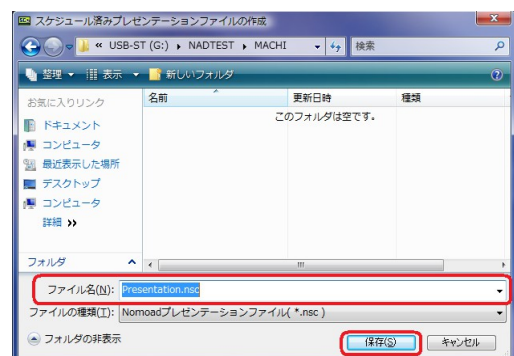 スケジュール済みプレゼンテーションファイルの作成
« USB-ST (G:) ▸ NADTEST ▸ MACHI 検索
整理 表示 新しいフォルダ
お気に入りリンク
ドキュメント
コンピュータ
最近表示した場所
デスクトップ
コンピュータ
詳細 »
フォルダ
名前 更新日時 種類
このフォルダは空です。
ファイル名(N): Presentation.nsc
ファイルの種類(T): Nomoadプレゼンテーションファイル( *.nsc )
フォルダの非表示 保存(S) キャンセル